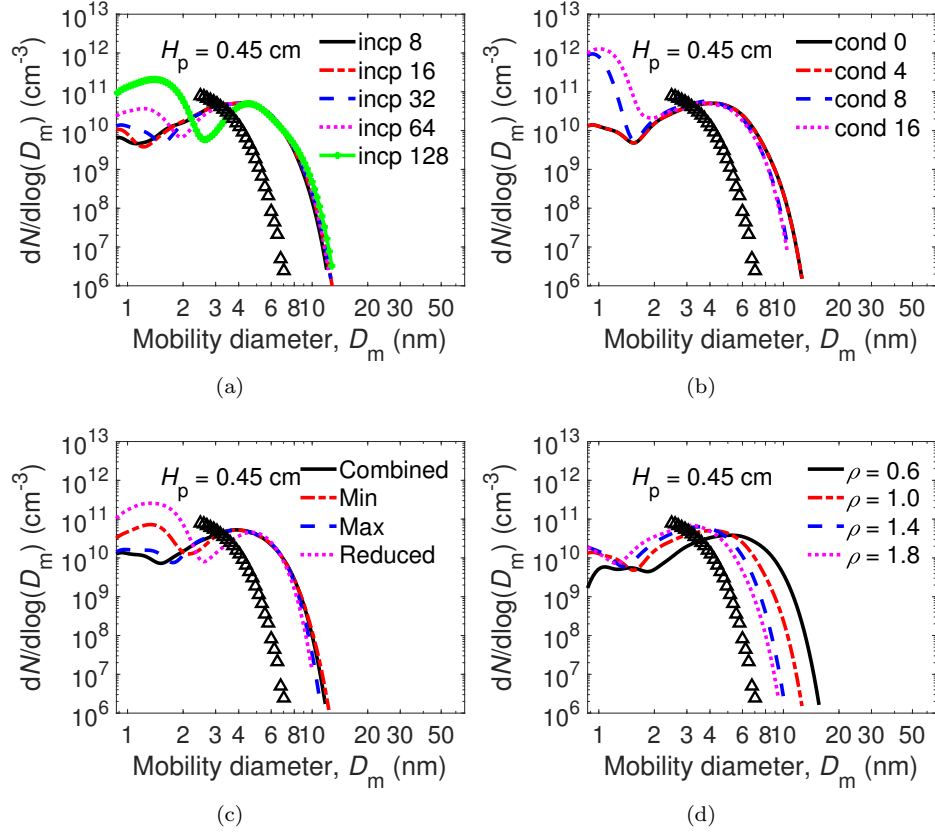 10^13
10^12
10^11
10^10
10^9
10^8
10^7
10^6
dN/dlog(D_m) (cm^-3)
H_p = 0.45 cm
incp 8
incp 16
incp 32
incp 64
incp 128
1 2 3 4 6 8 10 20 30 50
Mobility diameter, D_m (nm)
(a)
10^13
10^12
10^11
10^10
10^9
10^8
10^7
10^6
dN/dlog(D_m) (cm^-3)
H_p = 0.45 cm
cond 0
cond 4
cond 8
cond 16
1 2 3 4 6 8 10 20 30 50
Mobility diameter, D_m (nm)
(b)
10^13
10^12
10^11
10^10
10^9
10^8
10^7
10^6
dN/dlog(D_m) (cm^-3)
H_p = 0.45 cm
Combined
Min
Max
Reduced
1 2 3 4 6 8 10 20 30 50
Mobility diameter, D_m (nm)
(c)
10^13
10^12
10^11
10^10
10^9
10^8
10^7
10^6
dN/dlog(D_m) (cm^-3)
H_p = 0.45 cm
ρ = 0.6
ρ = 1.0
ρ = 1.4
ρ = 1.8
1 2 3 4 6 8 10 20 30 50
Mobility diameter, D_m (nm)
(d)